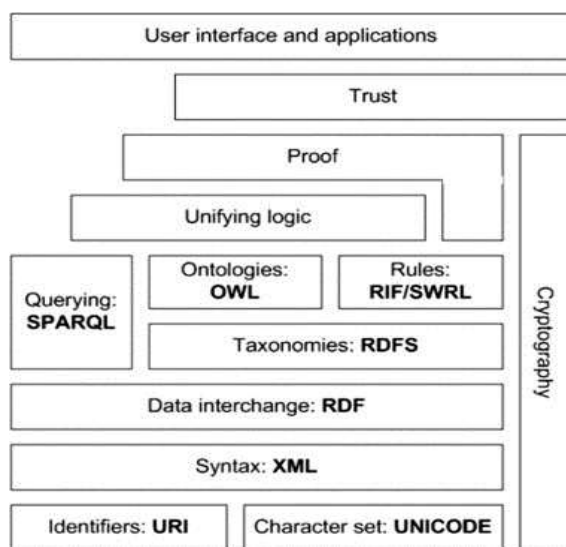 User interface and applications
Trust
Proof
Unifying logic
Querying:
SPARQL
Ontologies:
OWL
Rules:
RIF/SWRL
Taxonomies: RDFS
Cryptography
Data interchange: RDF
Syntax: XML
Identifiers: URI
Character set: UNICODE